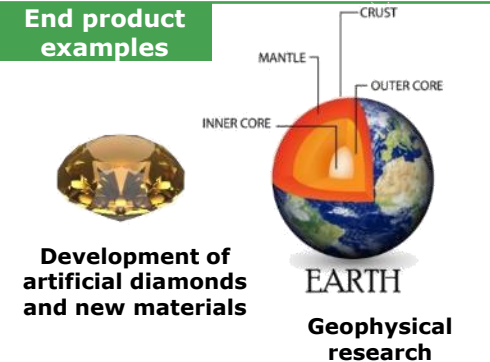 End product
examples
CRUST
MANTLE
OUTER CORE
INNER CORE
Development of
artificial diamonds
and new materials
EARTH
Geophysical
research